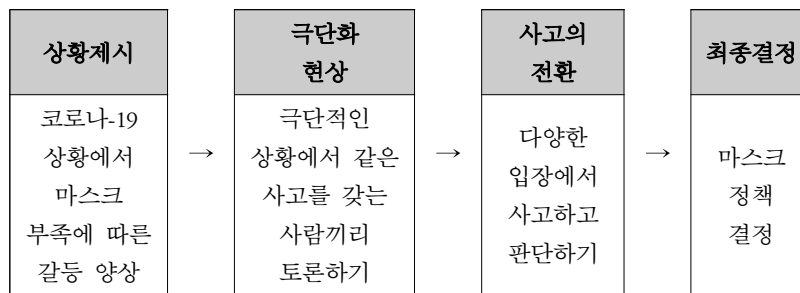 상황제시
코로나-19
상황에서
마스크
부족에 따른
갈등 양상
→
극단화
현상
극단적인
상황에서 같은
사고를 갖는
사람끼리
토론하기
→
사고의
전환
다양한
입장에서
사고하고
판단하기
→
최종결정
마스크
정책
결정